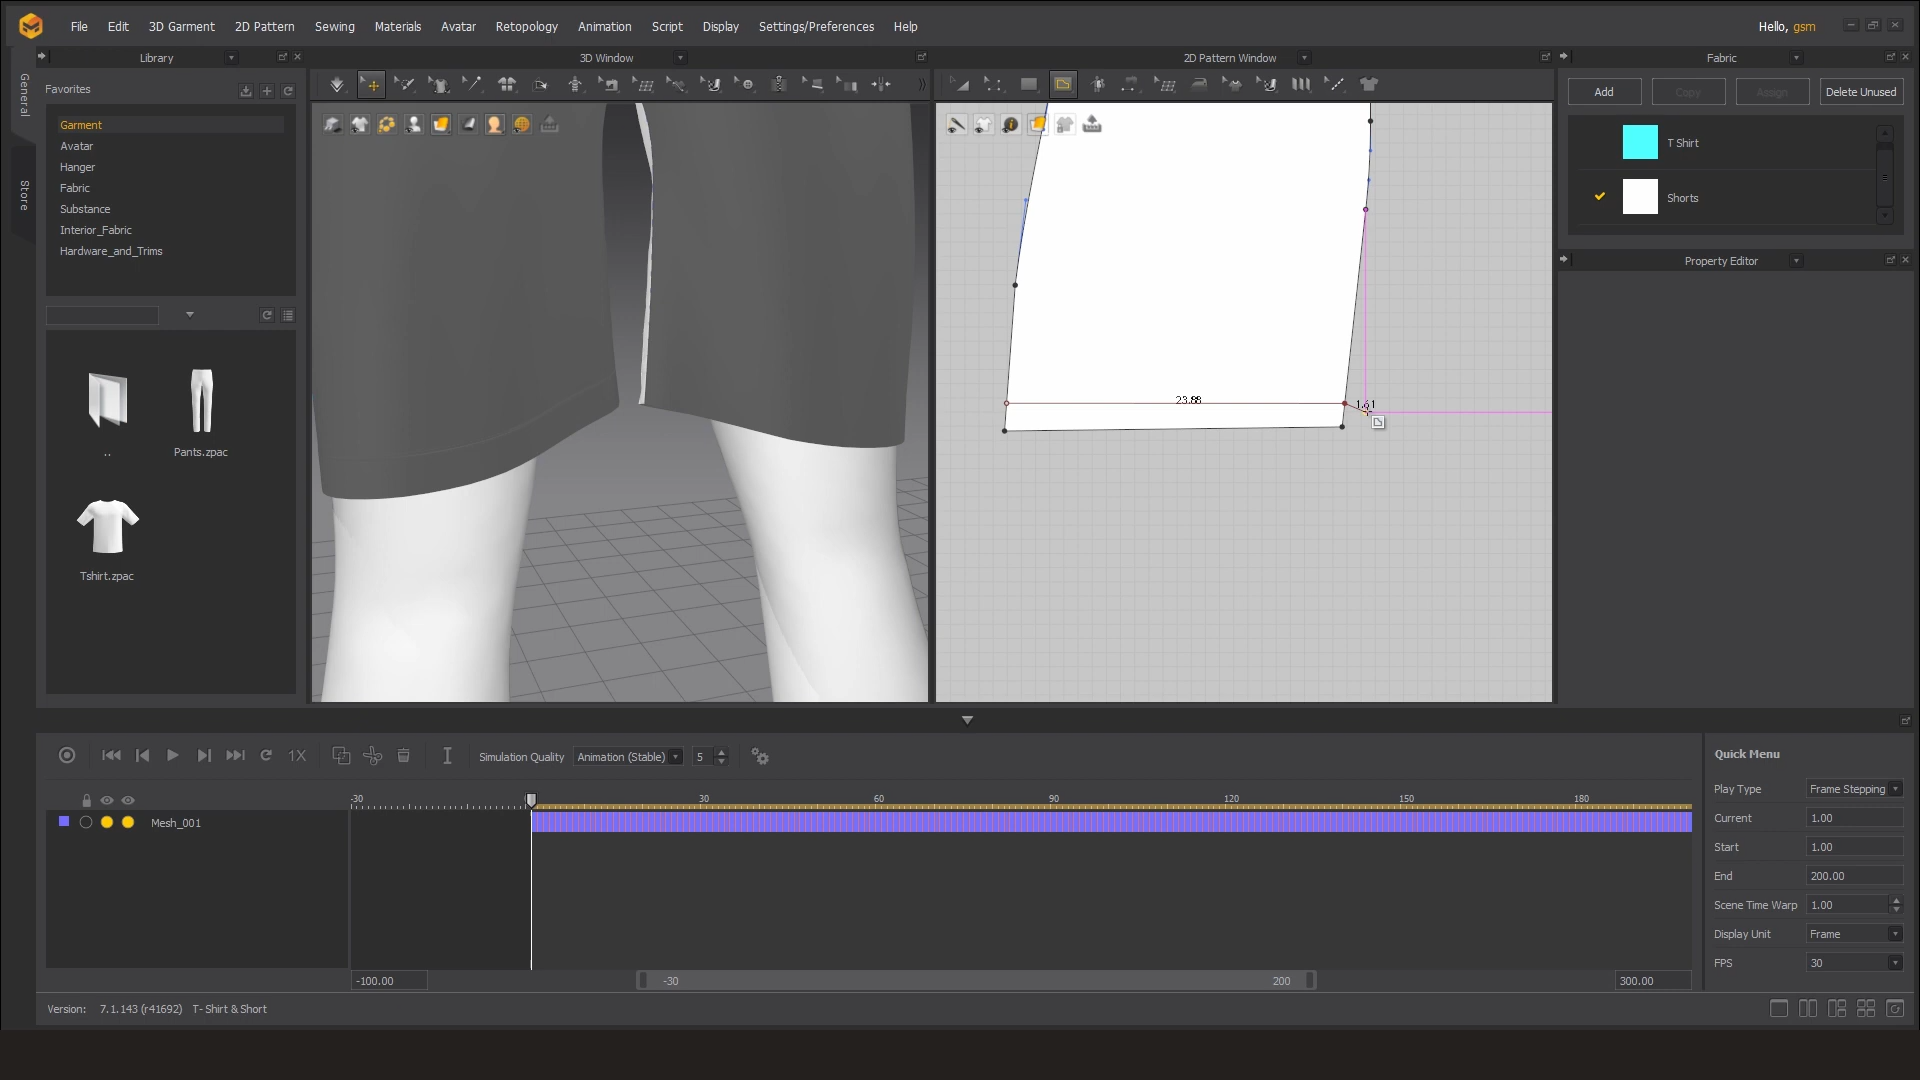 File Edit 3D Garment 2D Pattern Sewing Materials Avatar Retopology Animation Script Display Settings/Preferences Help
Hello, gsm
Library
3D Window
2D Pattern Window
Fabric
General
Store
Favorites
Garment
Avatar
Hanger
Fabric
Substance
Interior_Fabric
Hardware_and_Trims
..
Pants.zpac
Tshirt.zpac
23.88
1.61
Add Copy Assign Delete Unused
T Shirt
Shorts
Property Editor
1X
Simulation Quality Animation (Stable) 5
-30 30 60 90 120 150 180
Mesh_001
-100.00 -30 200 300.00
Quick Menu
Play Type Frame Stepping
Current 1.00
Start 1.00
End 200.00
Scene Time Warp 1.00
Display Unit Frame
FPS 30
Version: 7.1.143 (r41692) T- Shirt & Short